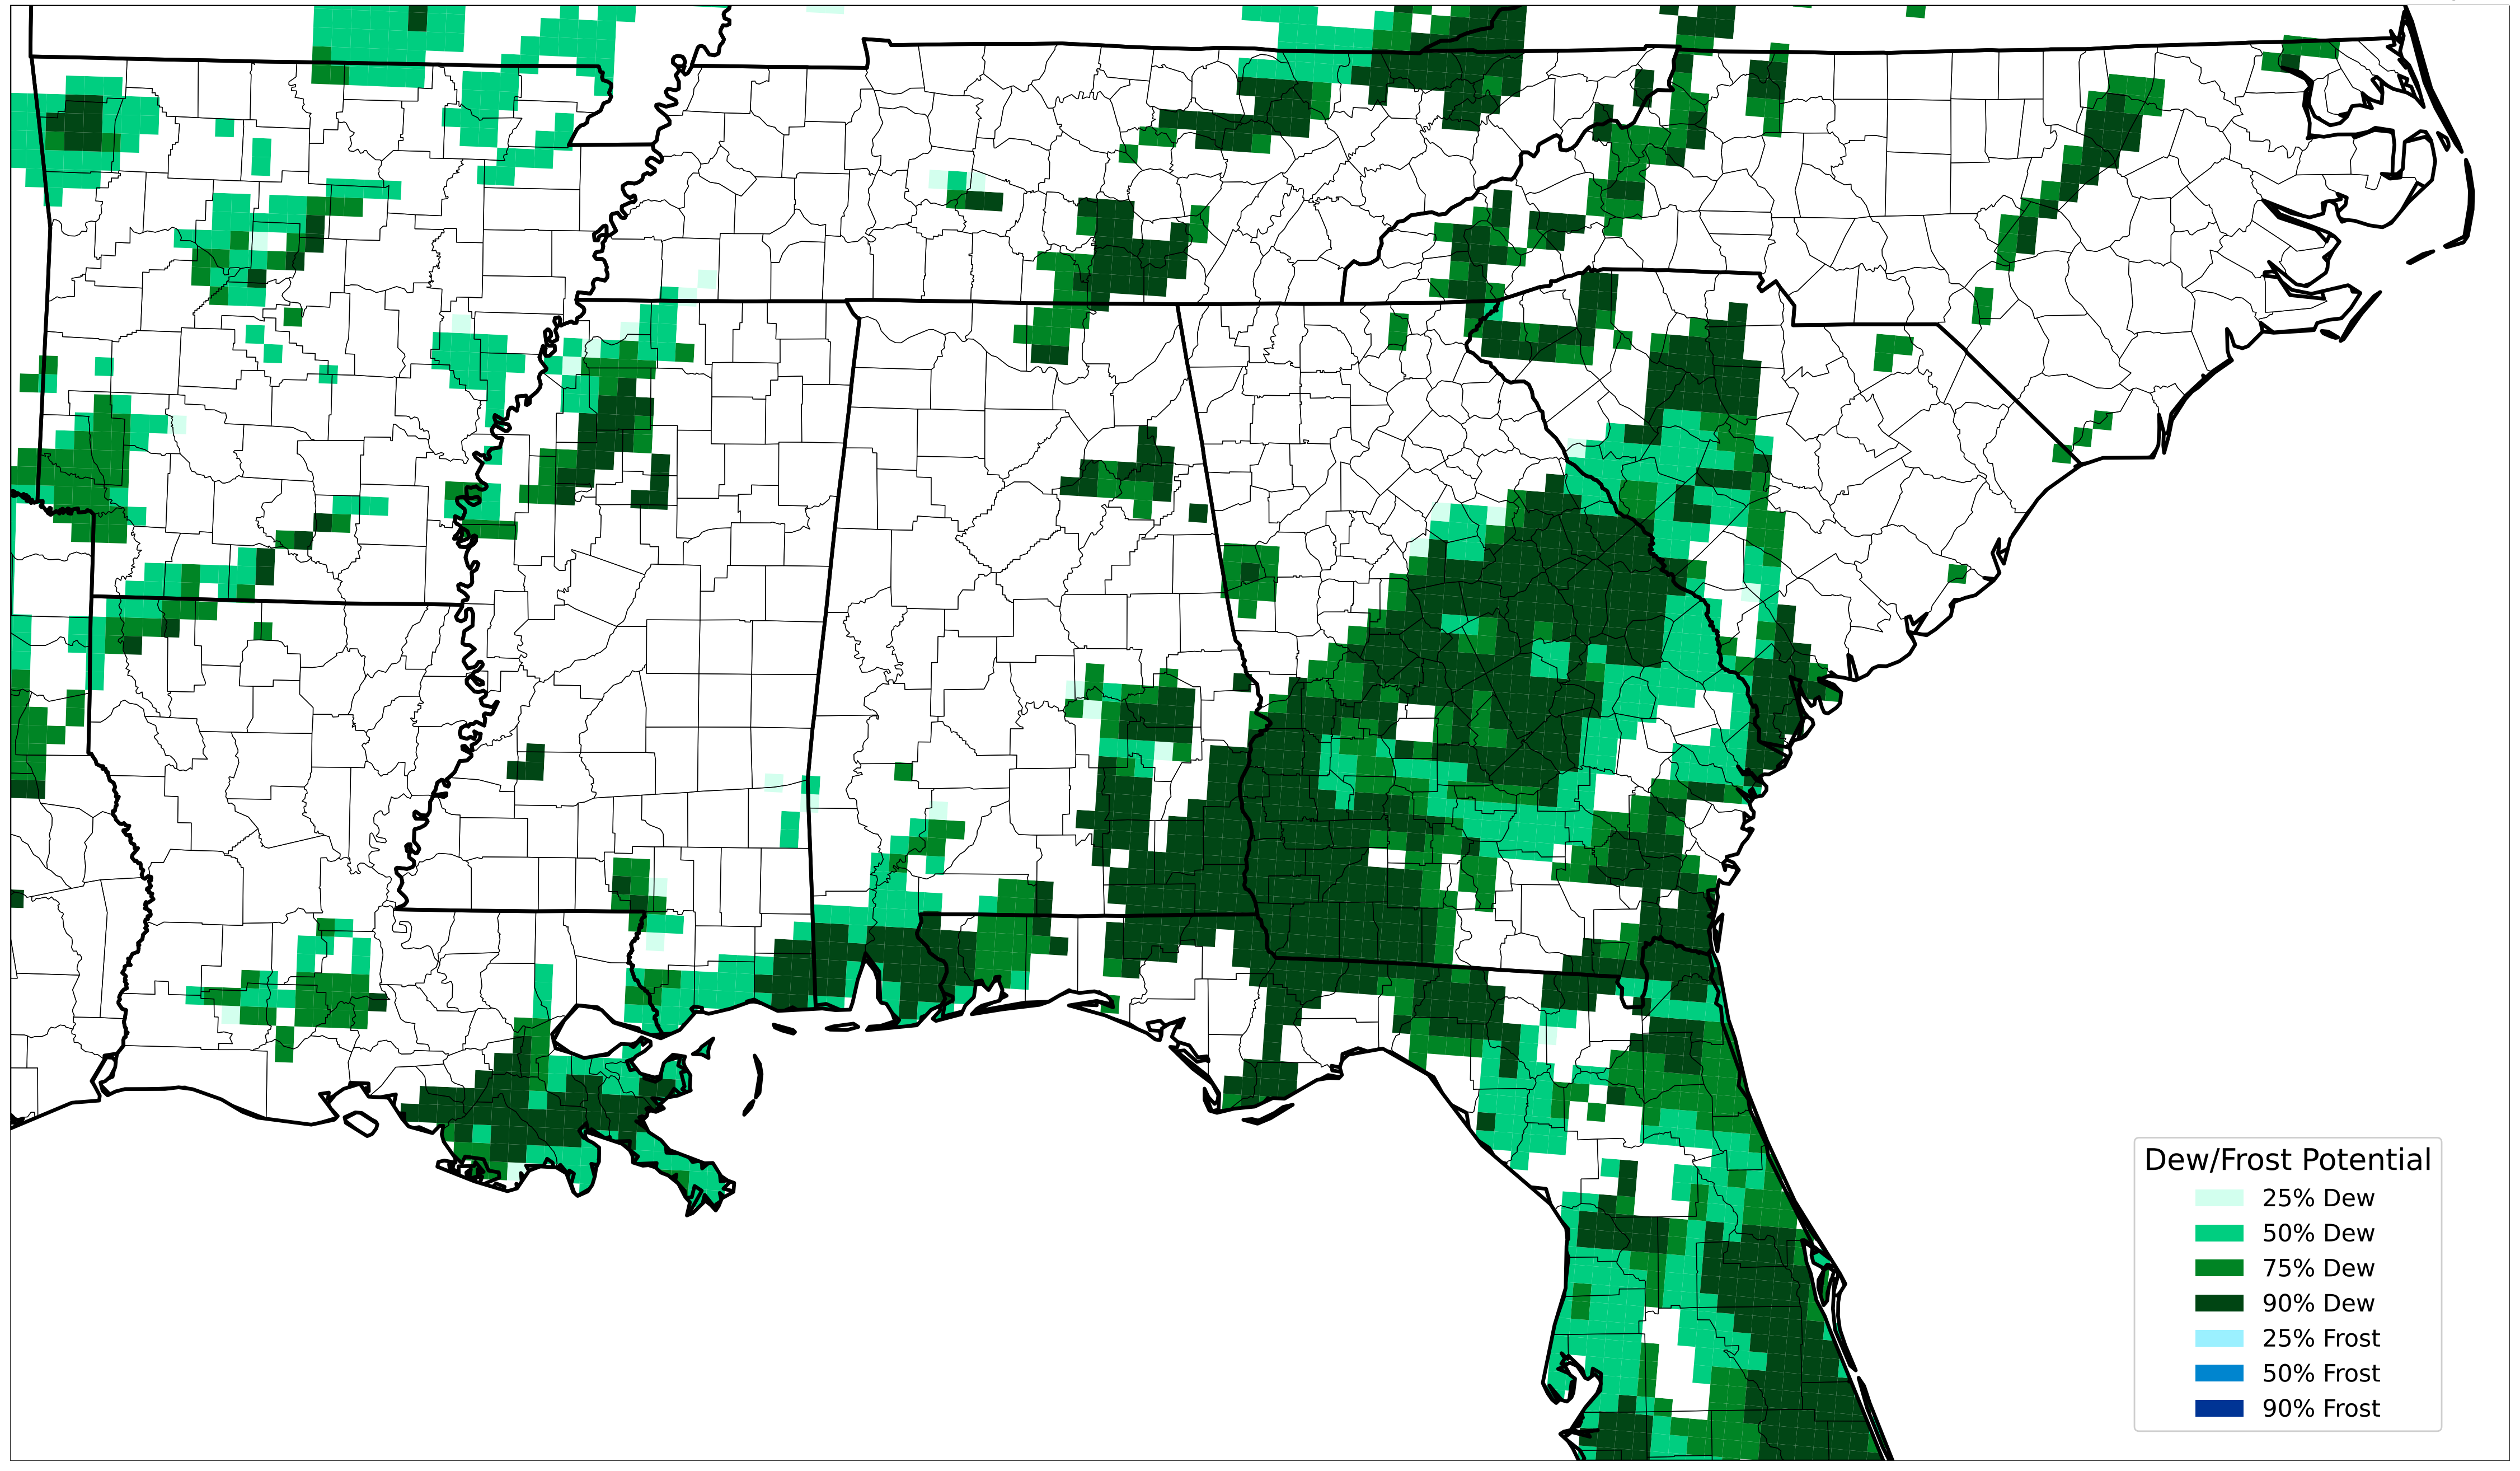 Dew/Frost Potential
25% Dew
50% Dew
75% Dew
90% Dew
25% Frost
50% Frost
90% Frost